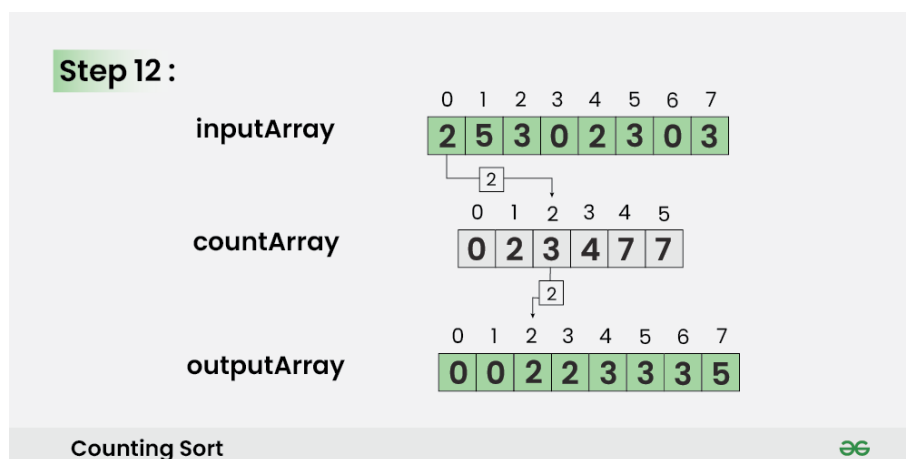 Step 12 :
0 1 2 3 4 5 6 7
inputArray 2 5 3 0 2 3 0 3
2
0 1 2 3 4 5
countArray 0 2 3 4 7 7
2
0 1 2 3 4 5 6 7
outputArray 0 0 2 2 3 3 3 5
Counting Sort